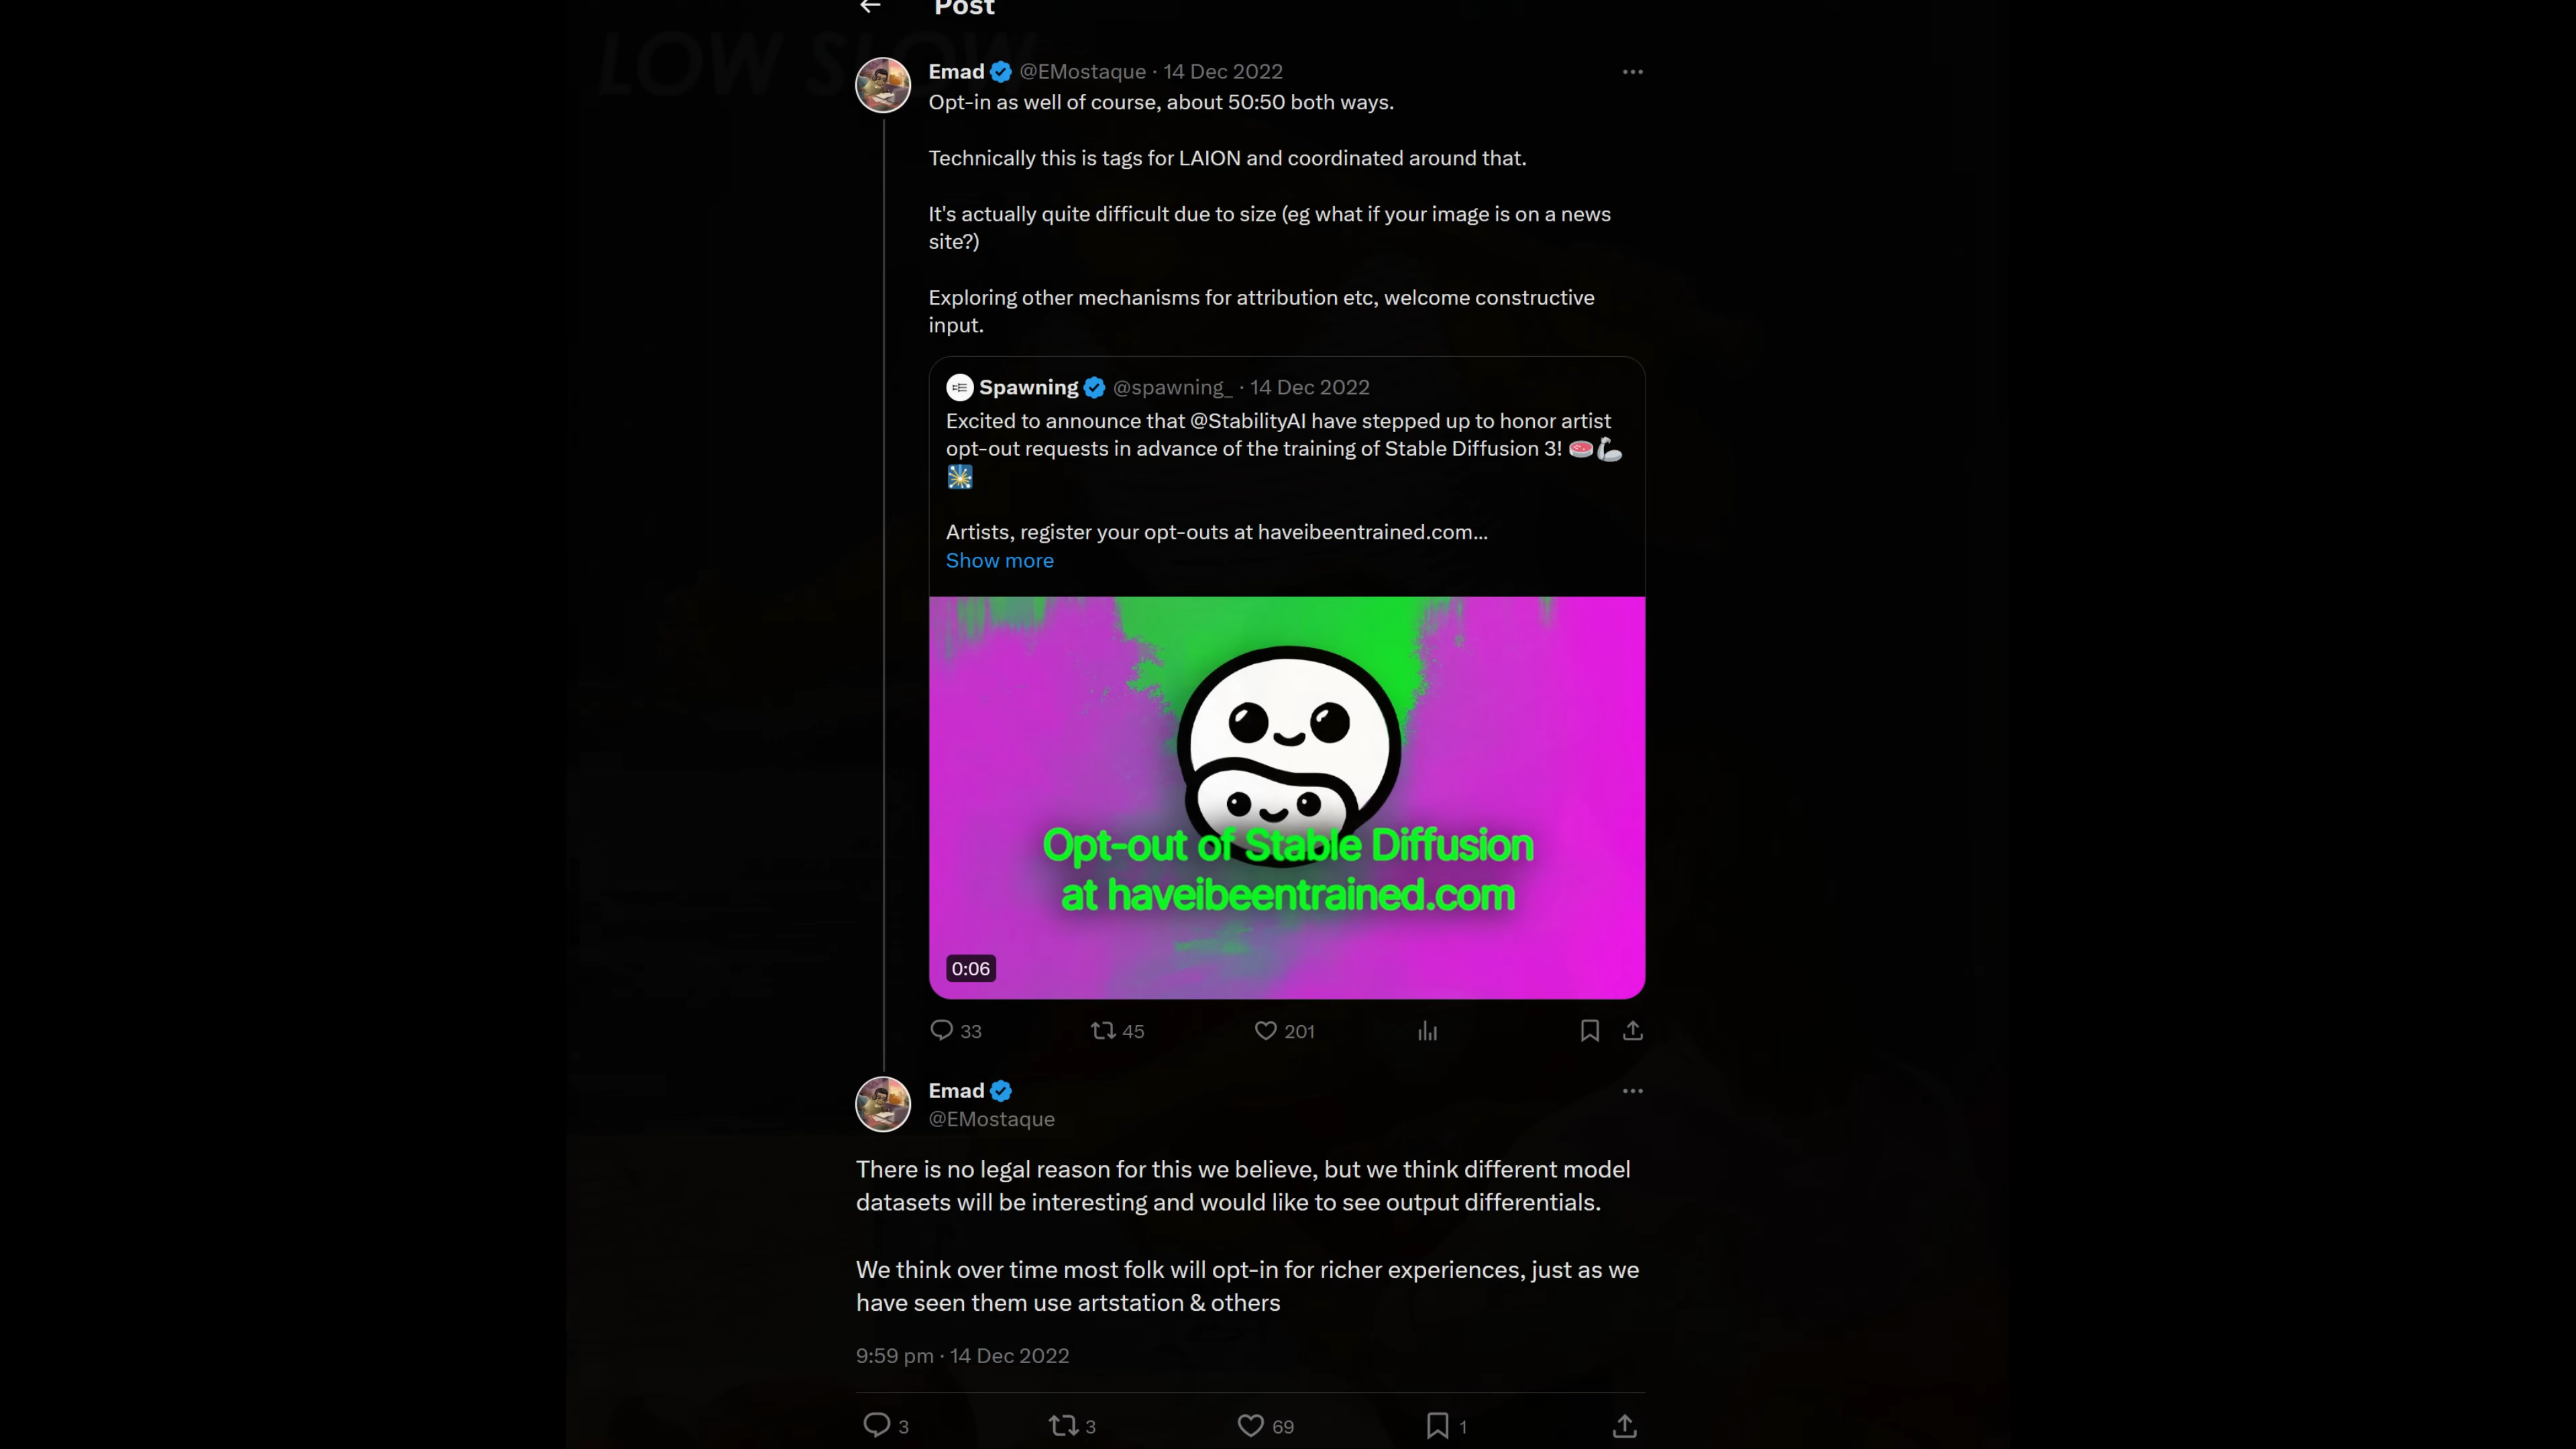 Post
LOW SLOW
Emad @EMostaque · 14 Dec 2022
Opt-in as well of course, about 50:50 both ways.
Technically this is tags for LAION and coordinated around that.
It's actually quite difficult due to size (eg what if your image is on a news
site?)
Exploring other mechanisms for attribution etc, welcome constructive
input.
Spawning @spawning_ · 14 Dec 2022
Excited to announce that @StabilityAI have stepped up to honor artist
opt-out requests in advance of the training of Stable Diffusion 3! 🥩🦾
🎇
Artists, register your opt-outs at haveibeentrained.com...
Show more
Opt-out of Stable Diffusion
at haveibeentrained.com
0:06
33 45 201
Emad
@EMostaque
There is no legal reason for this we believe, but we think different model
datasets will be interesting and would like to see output differentials.
We think over time most folk will opt-in for richer experiences, just as we
have seen them use artstation & others
9:59 pm · 14 Dec 2022
3 3 69 1